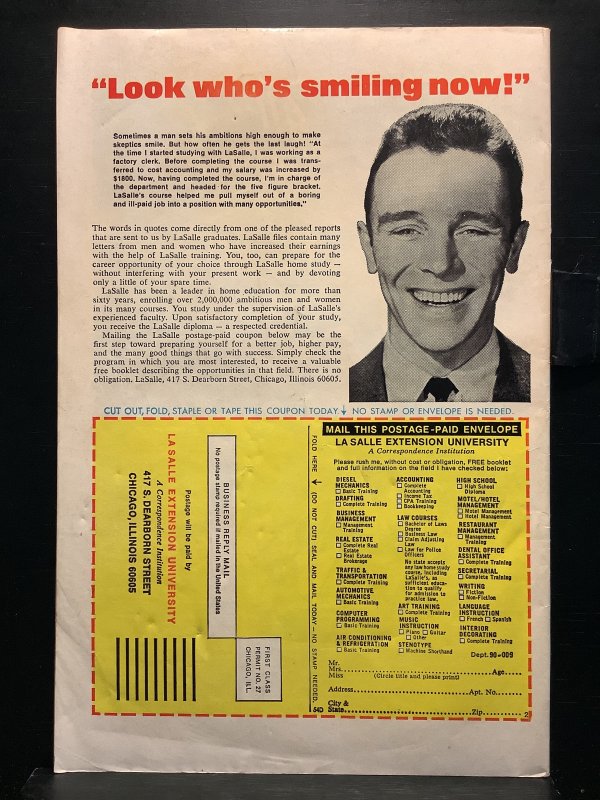 “Look who’s smiling now!”
Sometimes a man sets his ambitions high enough to make
skeptics smile. But how often he gets the last laugh! "At
the time I started studying with LaSalle, I was working as a
factory clerk. Before completing the course I was trans-
ferred to cost accounting and my salary was increased by
$1800. Now, having completed the course, I'm in charge of
the department and headed for the five figure bracket.
LaSalle's course helped me pull myself out of a boring
and ill-paid job into a position with many opportunities."
The words in quotes come directly from one of the pleased reports
that are sent to us by LaSalle graduates. LaSalle files contain many
letters from men and women who have increased their earnings
with the help of LaSalle training. You, too, can prepare for the
career opportunity of your choice through LaSalle home study —
without interfering with your present work — and by devoting
only a little of your spare time.
LaSalle has been a leader in home education for more than
sixty years, enrolling over 2,000,000 ambitious men and women
in its many courses. You study under the supervision of LaSalle's
experienced faculty. Upon satisfactory completion of your study,
you receive the LaSalle diploma — a respected credential.
Mailing the LaSalle postage-paid coupon below may be the
first step toward preparing yourself for a better job, higher pay,
and the many good things that go with success. Simply check the
program in which you are most interested, to receive a valuable
free booklet describing the opportunities in that field. There is no
obligation. LaSalle, 417 S. Dearborn Street, Chicago, Illinois 60605.
CUT OUT, FOLD, STAPLE OR TAPE THIS COUPON TODAY NO STAMP OR ENVELOPE IS NEEDED.
FIRST CLASS
PERMIT NO. 27
CHICAGO, ILL.
BUSINESS REPLY MAIL
No postage stamp required if mailed in the United States
Postage will be paid by
LA SALLE EXTENSION UNIVERSITY
A Correspondence Institution
417 S. DEARBORN STREET
CHICAGO, ILLINOIS 60605
FOLD HERE (DO NOT CUT) SEAL AND MAIL TODAY — NO STAMP NEEDED.
54D
MAIL THIS POSTAGE-PAID ENVELOPE
LA SALLE EXTENSION UNIVERSITY
A Correspondence Institution
Please rush me, without cost or obligation, FREE booklet
and full information on the field I have checked below:
DIESEL
MECHANICS
Basic Training
DRAFTING
Complete Training
BUSINESS
MANAGEMENT
Management
Training
REAL ESTATE
Complete Real
Estate
Real Estate
Brokerage
TRAFFIC &
TRANSPORTATION
Complete Training
AUTOMOTIVE
MECHANICS
Basic Training
COMPUTER
PROGRAMMING
Basic Training
AIR CONDITIONING
& REFRIGERATION
Basic Training
ACCOUNTING
Complete
Accounting
Income Tax
CPA Training
Bookkeeping
LAW COURSES
Bachelor of Laws
Degree
Business Law
Claim Adjusting
Law
Law for Police
Officers
No state accepts
any law home study
course, including
LaSalle's, as
sufficient educa-
tion to qualify
for admission to
practice law.
ART TRAINING
Complete Training
MUSIC
INSTRUCTION
Piano Guitar
Other
STENOTYPE
Machine Shorthand
HIGH SCHOOL
High School
Diploma
MOTEL/HOTEL
MANAGEMENT
Motel Management
Hotel Management
RESTAURANT
MANAGEMENT
Management
Training
DENTAL OFFICE
ASSISTANT
Complete Training
SECRETARIAL
Complete Training
WRITING
Fiction
Non-Fiction
LANGUAGE
INSTRUCTION
French Spanish
INTERIOR
DECORATING
Complete Training
Dept. 90-009
Mr.
Mrs. Age
Miss (Circle title and please print)
Address Apt. No.
City &
State Zip 2